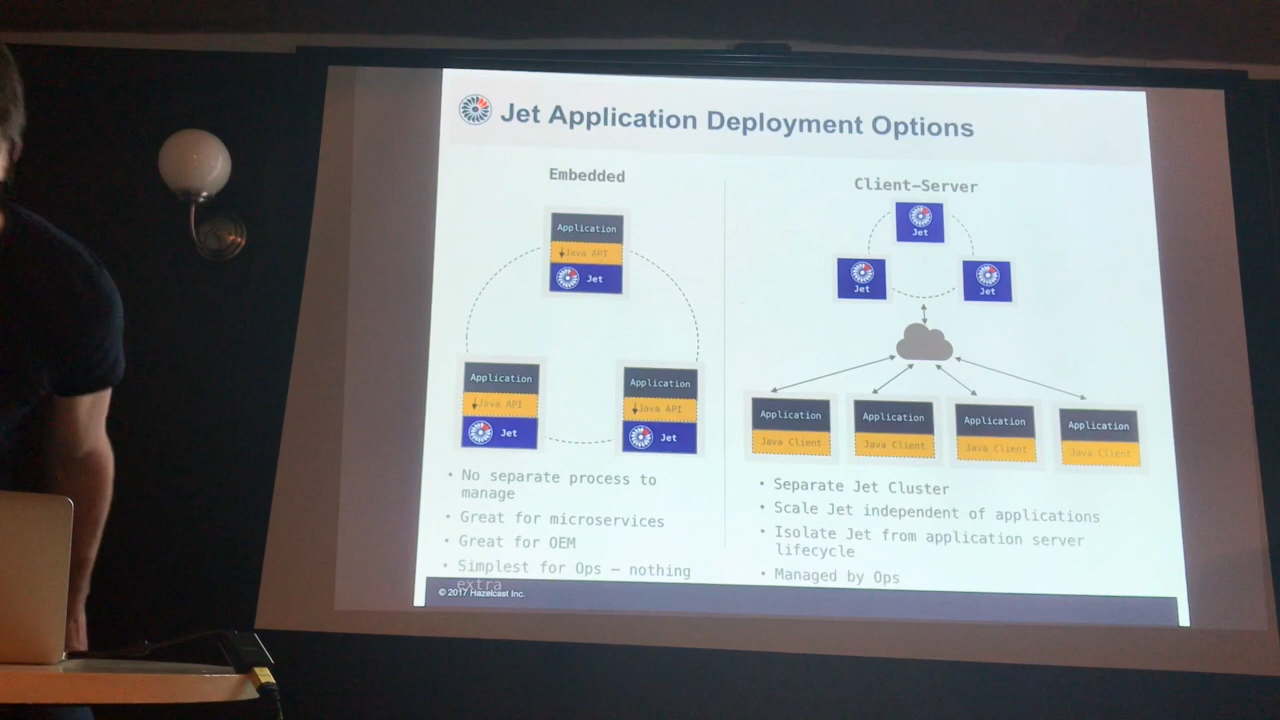 Jet Application Deployment Options
Embedded
Application
Java API
Jet
Application
Java API
Jet
Application
Java API
Jet
• No separate process to
manage
• Great for microservices
• Great for OEM
• Simplest for Ops – nothing
extra
Client–Server
Jet
Jet
Jet
Application
Java Client
Application
Java Client
Application
Java Client
Application
Java Client
• Separate Jet Cluster
• Scale Jet independent of applications
• Isolate Jet from application server
lifecycle
• Managed by Ops
© 2017 Hazelcast Inc.